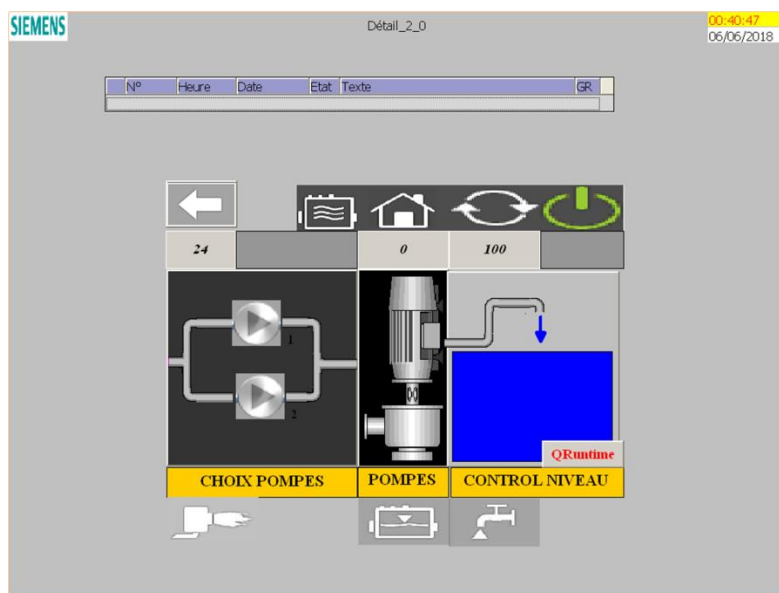 SIEMENS
Détail_2_0
00:40:47
06/06/2018
N° Heure Date Etat Texte GR
24 0 100
1
2
QRuntime
CHOIX POMPES POMPES CONTROL NIVEAU